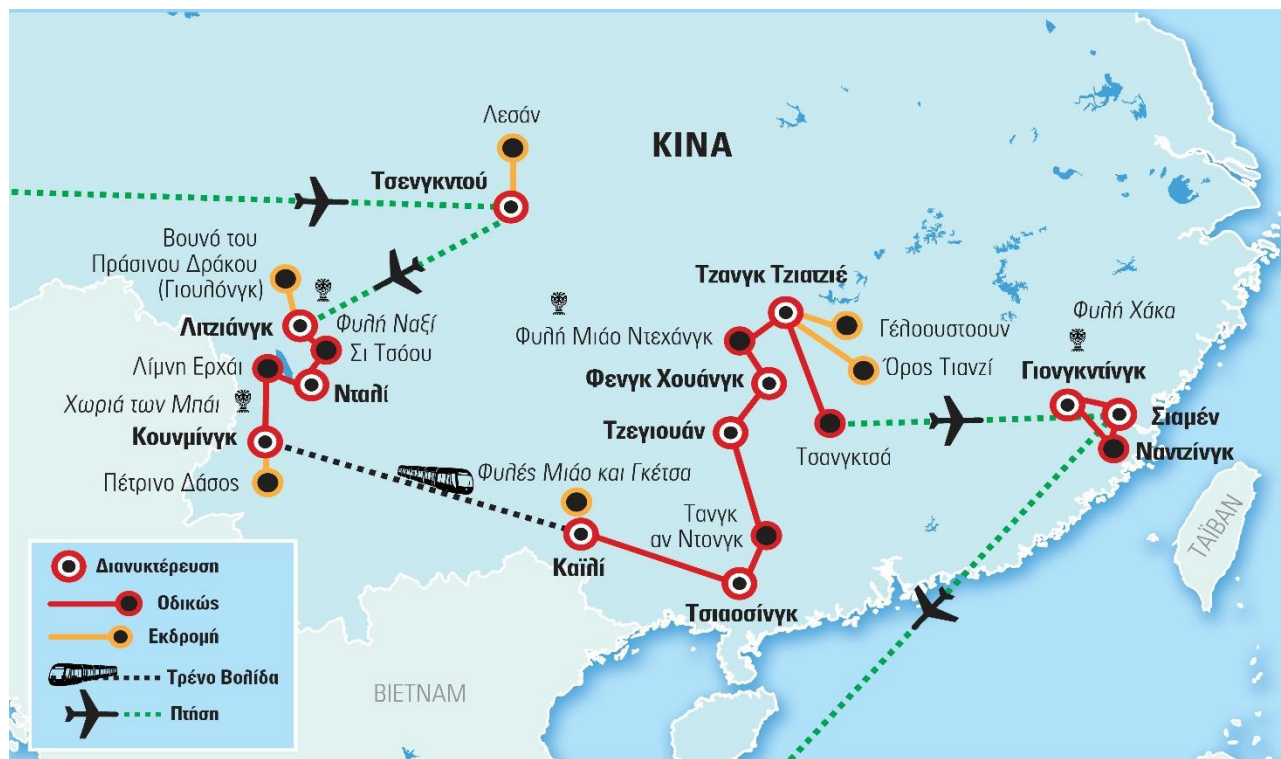 Λεσάν
ΚΙΝΑ
Τσενγκντού
Βουνό του
Πράσινου Δράκου
(Γιουλόνγκ)
Λιτζιάνγκ
Φυλή Ναξί
Σι Τσόου
Λίμνη Ερχάι
Νταλί
Χωριά των Μπάι
Κουνμίνγκ
Πέτρινο Δάσος
Τζανγκ Τζιατζιέ
Φυλή Μιάο Ντεχάνγκ
Γέλοουστοουν
Όρος Τιανζί
Φενγκ Χουάνγκ
Τζεγιουάν
Τσανγκτσά
Φυλή Χάκα
Γιονγκντίνγκ
Σιαμέν
Ναντζίνγκ
Φυλές Μιάο και Γκέτσα
Καϊλί
Τανγκ
αν Ντονγκ
Τσιαοσίνγκ
ΤΑΪΒΑΝ
ΒΙΕΤΝΑΜ
Διανυκτέρευση
Οδικώς
Εκδρομή
Τρένο Βολίδα
Πτήση